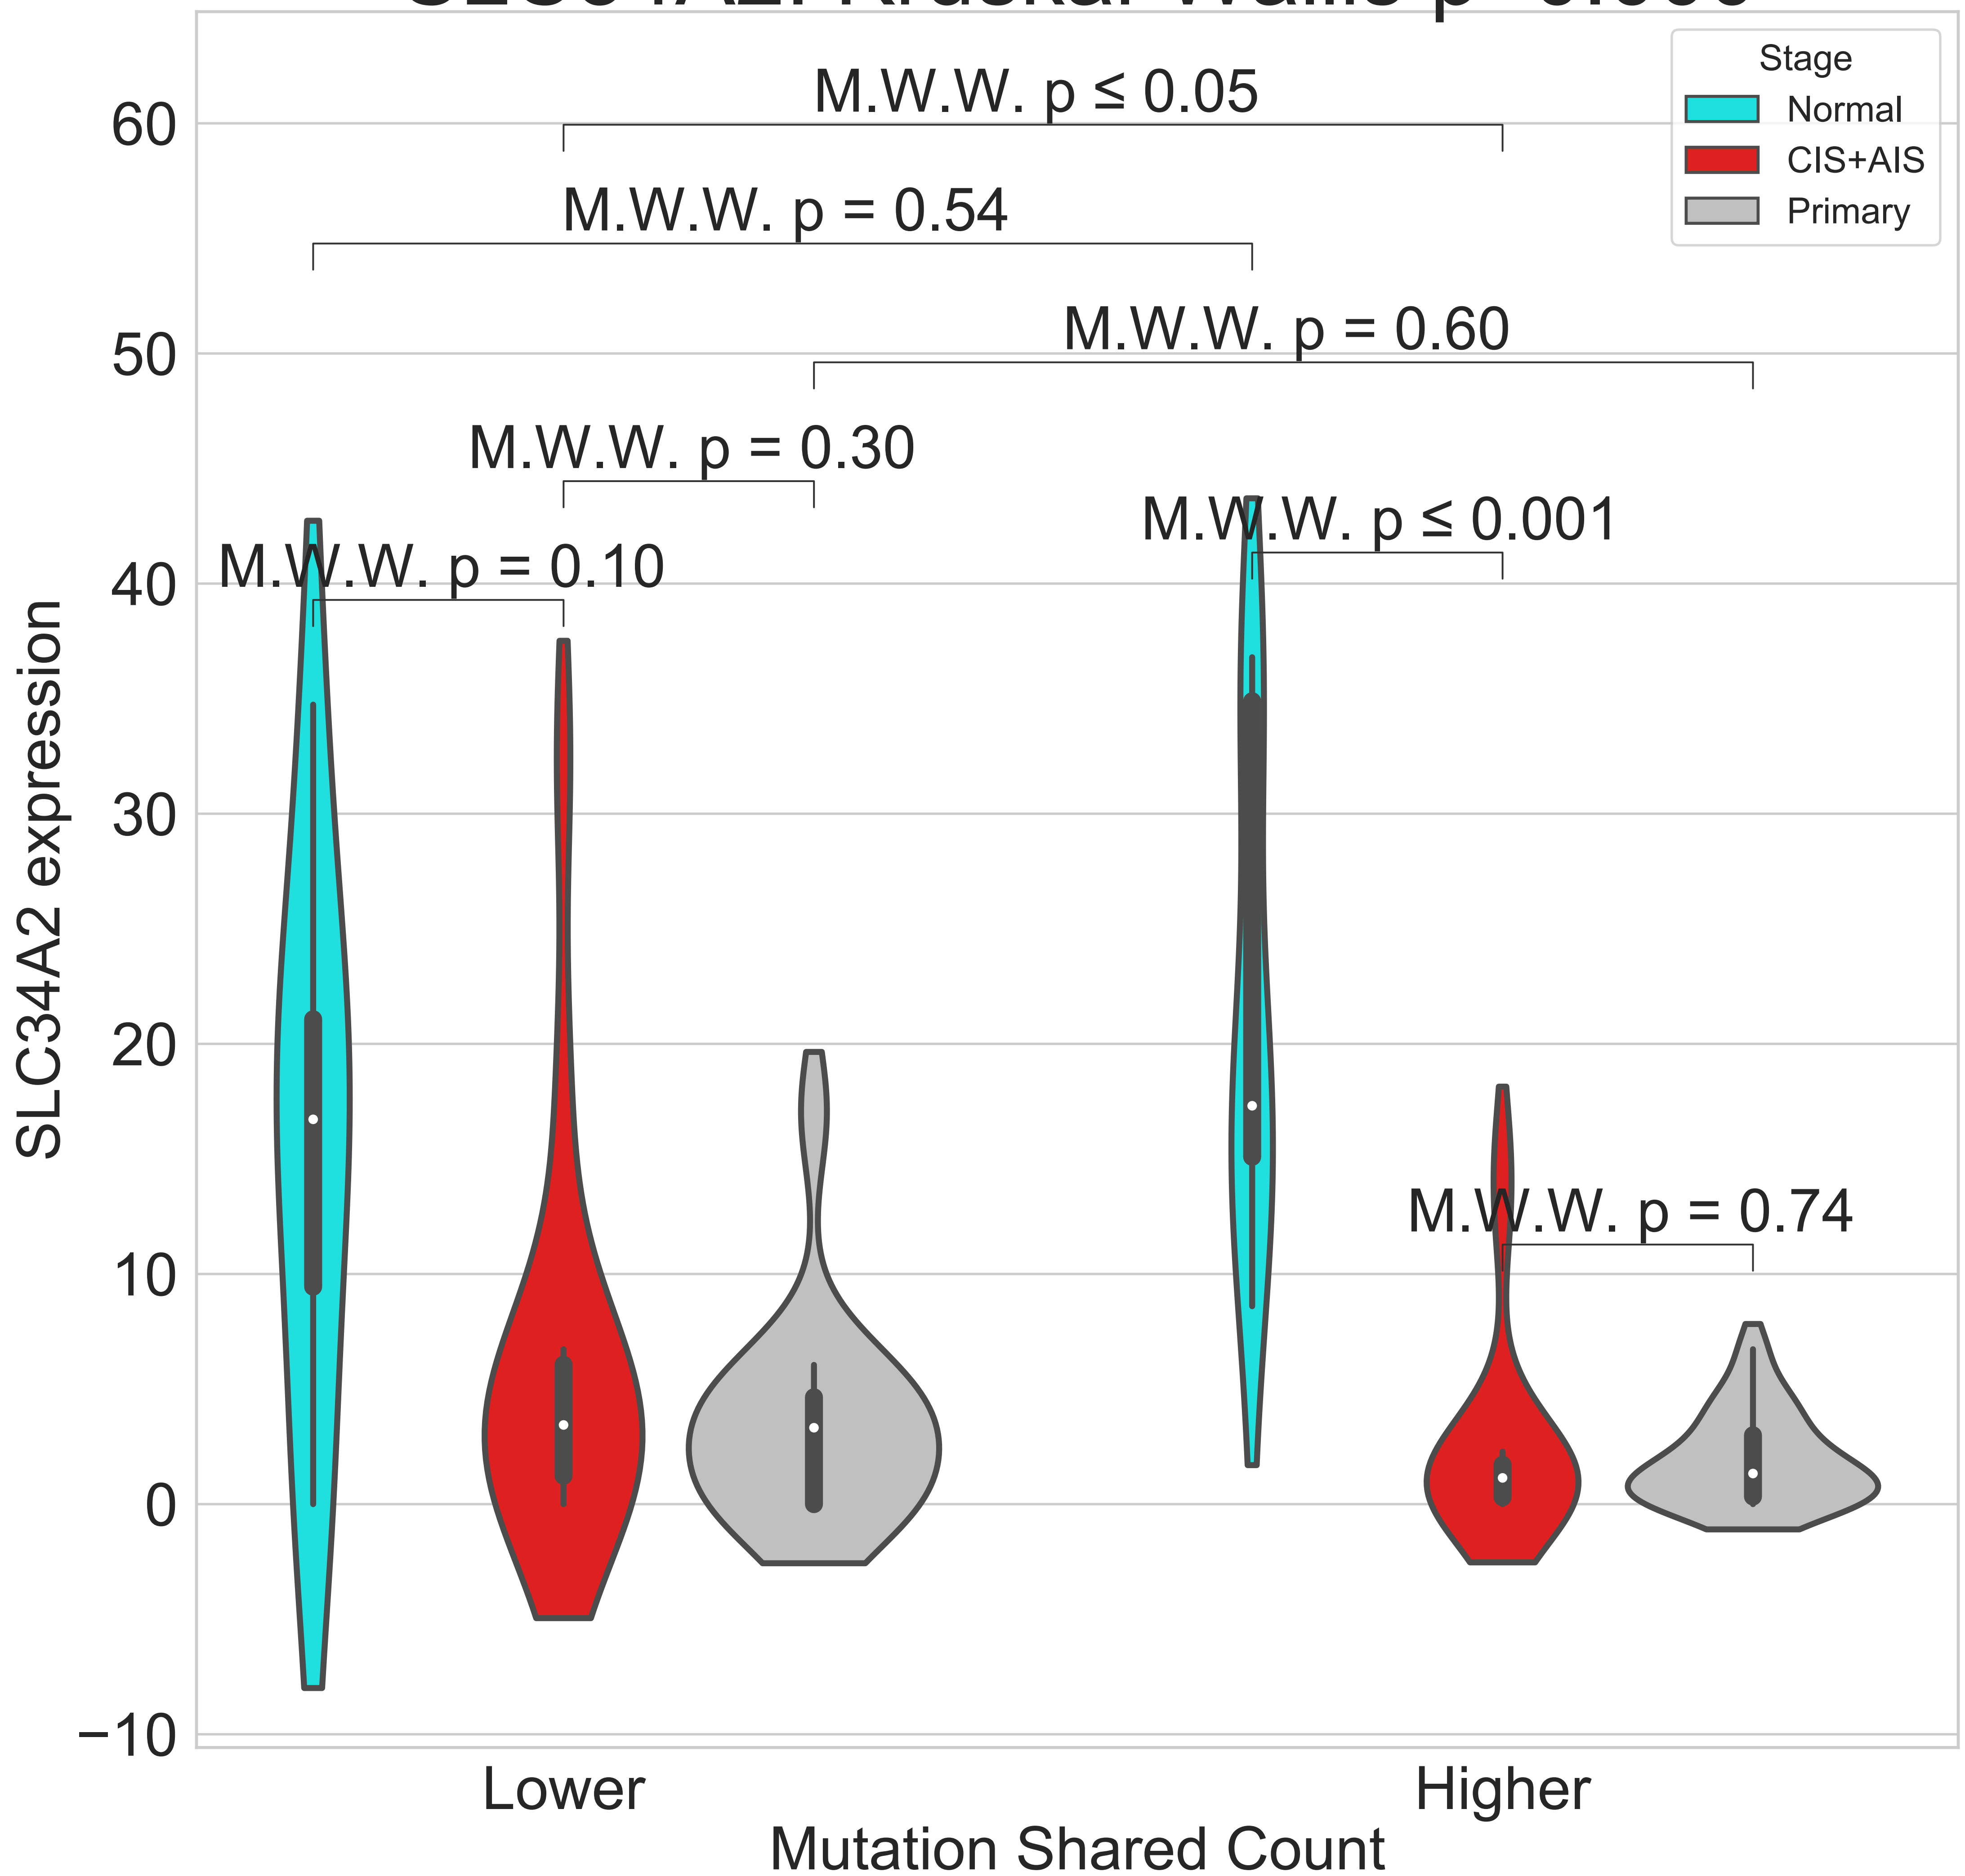 Stage
Normal
CIS+AIS
Primary
M.W.W. p ≤ 0.05
M.W.W. p = 0.54
M.W.W. p = 0.60
M.W.W. p = 0.30
M.W.W. p ≤ 0.001
M.W.W. p = 0.10
M.W.W. p = 0.74
60
50
40
30
20
10
0
−10
SLC34A2 expression
Lower
Higher
Mutation Shared Count